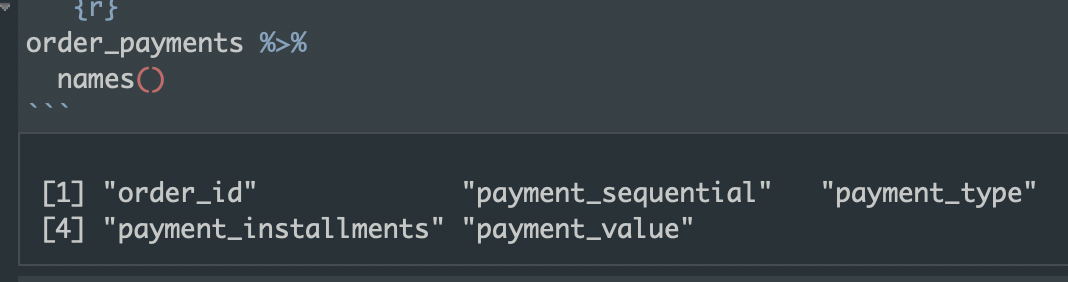 {r}
order_payments %>%
  names()
```
[1] "order_id"            "payment_sequential"   "payment_type"
[4] "payment_installments" "payment_value"